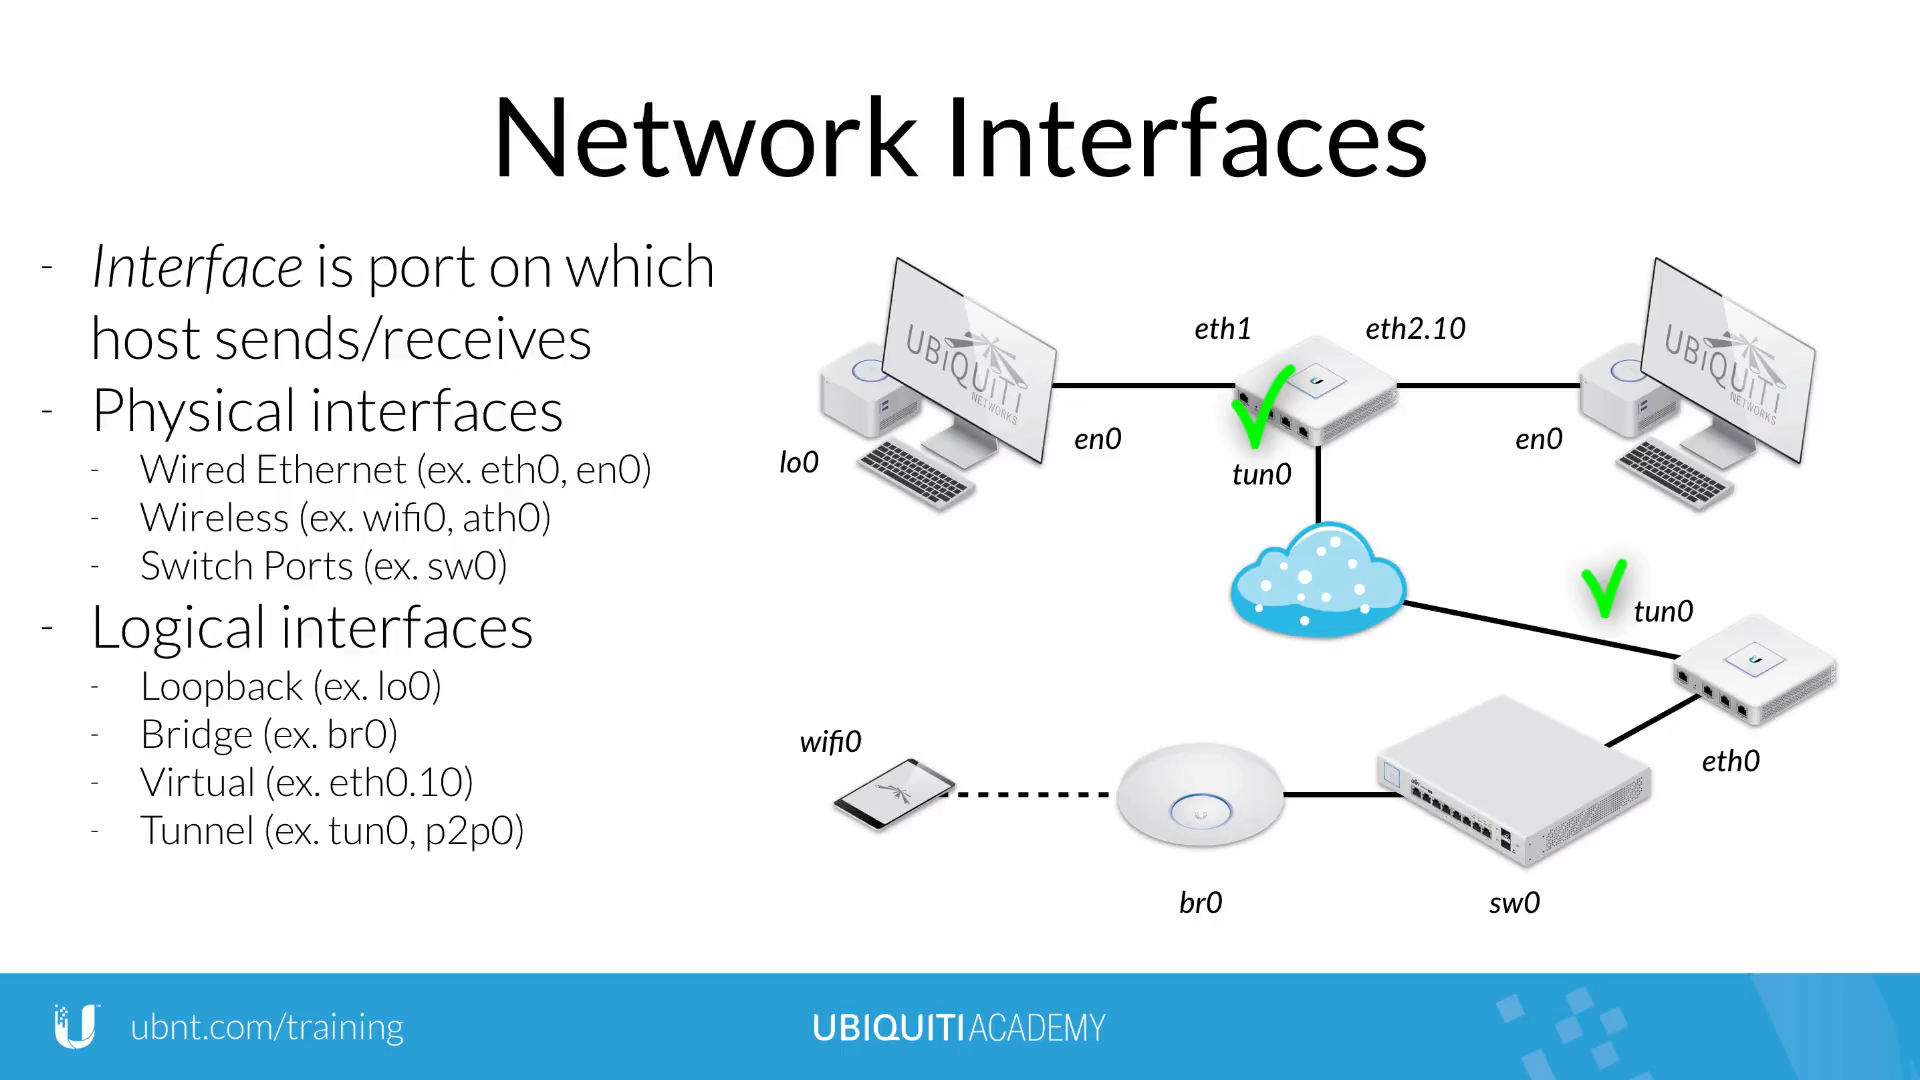 Network Interfaces
- Interface is port on which
host sends/receives
- Physical interfaces
- Wired Ethernet (ex. eth0, en0)
- Wireless (ex. wifi0, ath0)
- Switch Ports (ex. sw0)
- Logical interfaces
- Loopback (ex. lo0)
- Bridge (ex. br0)
- Virtual (ex. eth0.10)
- Tunnel (ex. tun0, p2p0)
eth1
eth2.10
UBiQUiTi
NETWORKS
UBiQUiTi
NETWORKS
en0
en0
lo0
tun0
tun0
wifi0
eth0
br0
sw0
ubnt.com/training
UBIQUITI ACADEMY